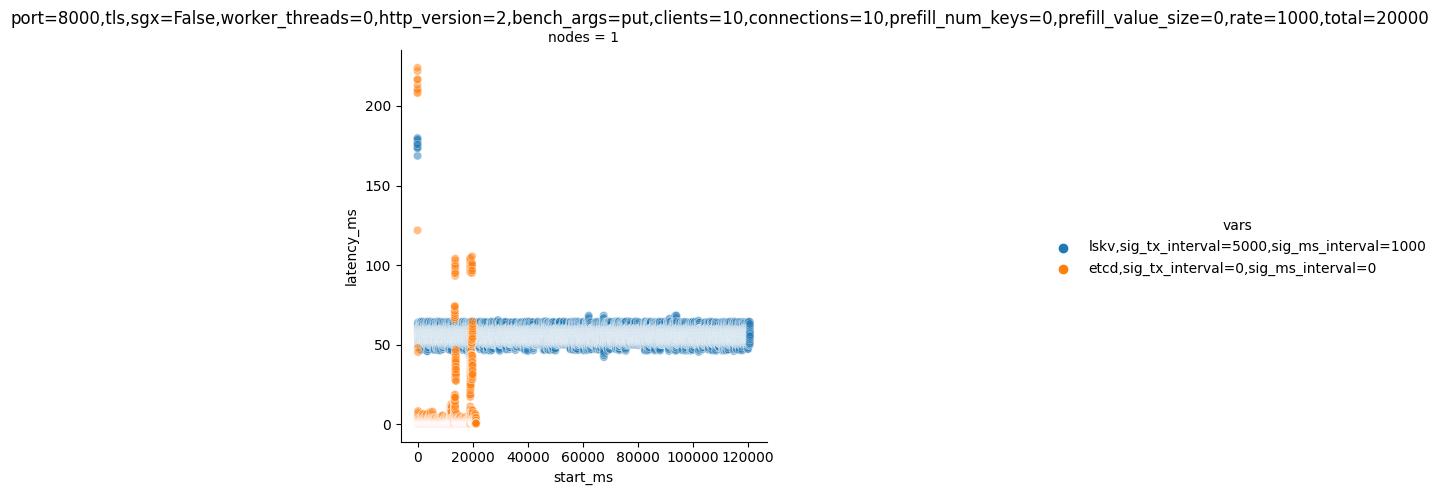 port=8000,tls,sgx=False,worker_threads=0,http_version=2,bench_args=put,clients=10,connections=10,prefill_num_keys=0,prefill_value_size=0,rate=1000,total=20000
nodes = 1
200
150
100
50
0
latency_ms
0 20000 40000 60000 80000 100000 120000
start_ms
vars
lskv,sig_tx_interval=5000,sig_ms_interval=1000
etcd,sig_tx_interval=0,sig_ms_interval=0